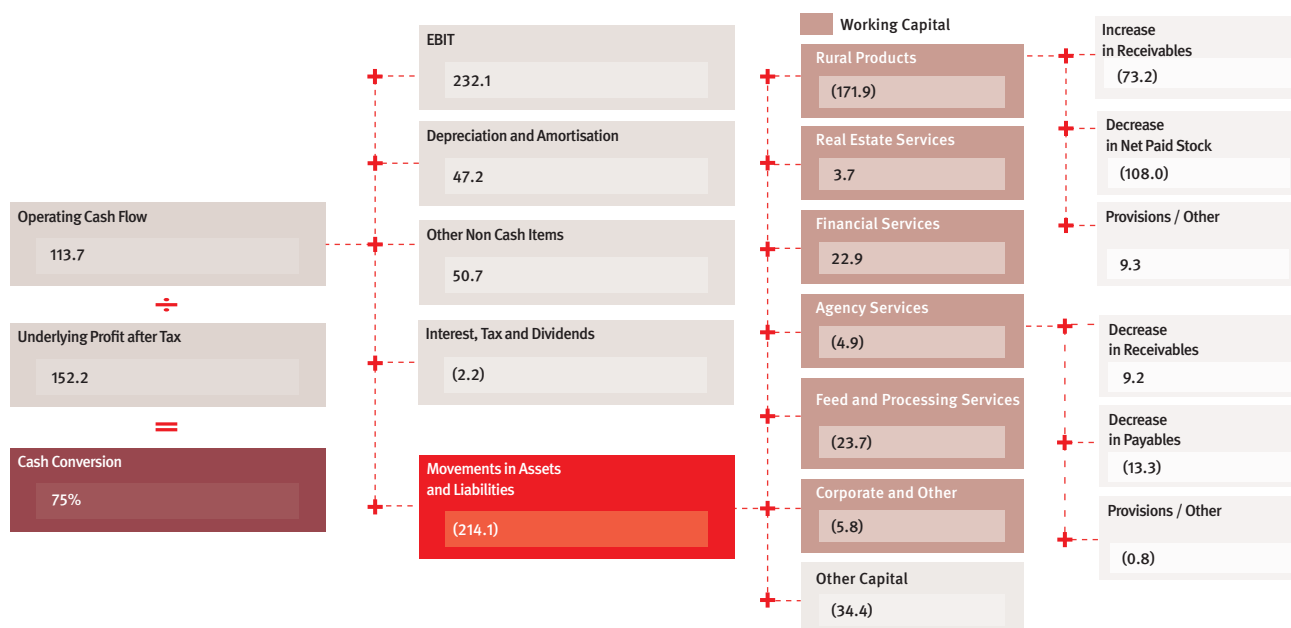 Operating Cash Flow
113.7
÷
Underlying Profit after Tax
152.2
=
Cash Conversion
75%
EBIT
232.1
Depreciation and Amortisation
47.2
Other Non Cash Items
50.7
Interest, Tax and Dividends
(2.2)
Movements in Assets
and Liabilities
(214.1)
Working Capital
Rural Products
(171.9)
Real Estate Services
3.7
Financial Services
22.9
Agency Services
(4.9)
Feed and Processing Services
(23.7)
Corporate and Other
(5.8)
Other Capital
(34.4)
Increase
in Receivables
(73.2)
Decrease
in Net Paid Stock
(108.0)
Provisions / Other
9.3
Decrease
in Receivables
9.2
Decrease
in Payables
(13.3)
Provisions / Other
(0.8)